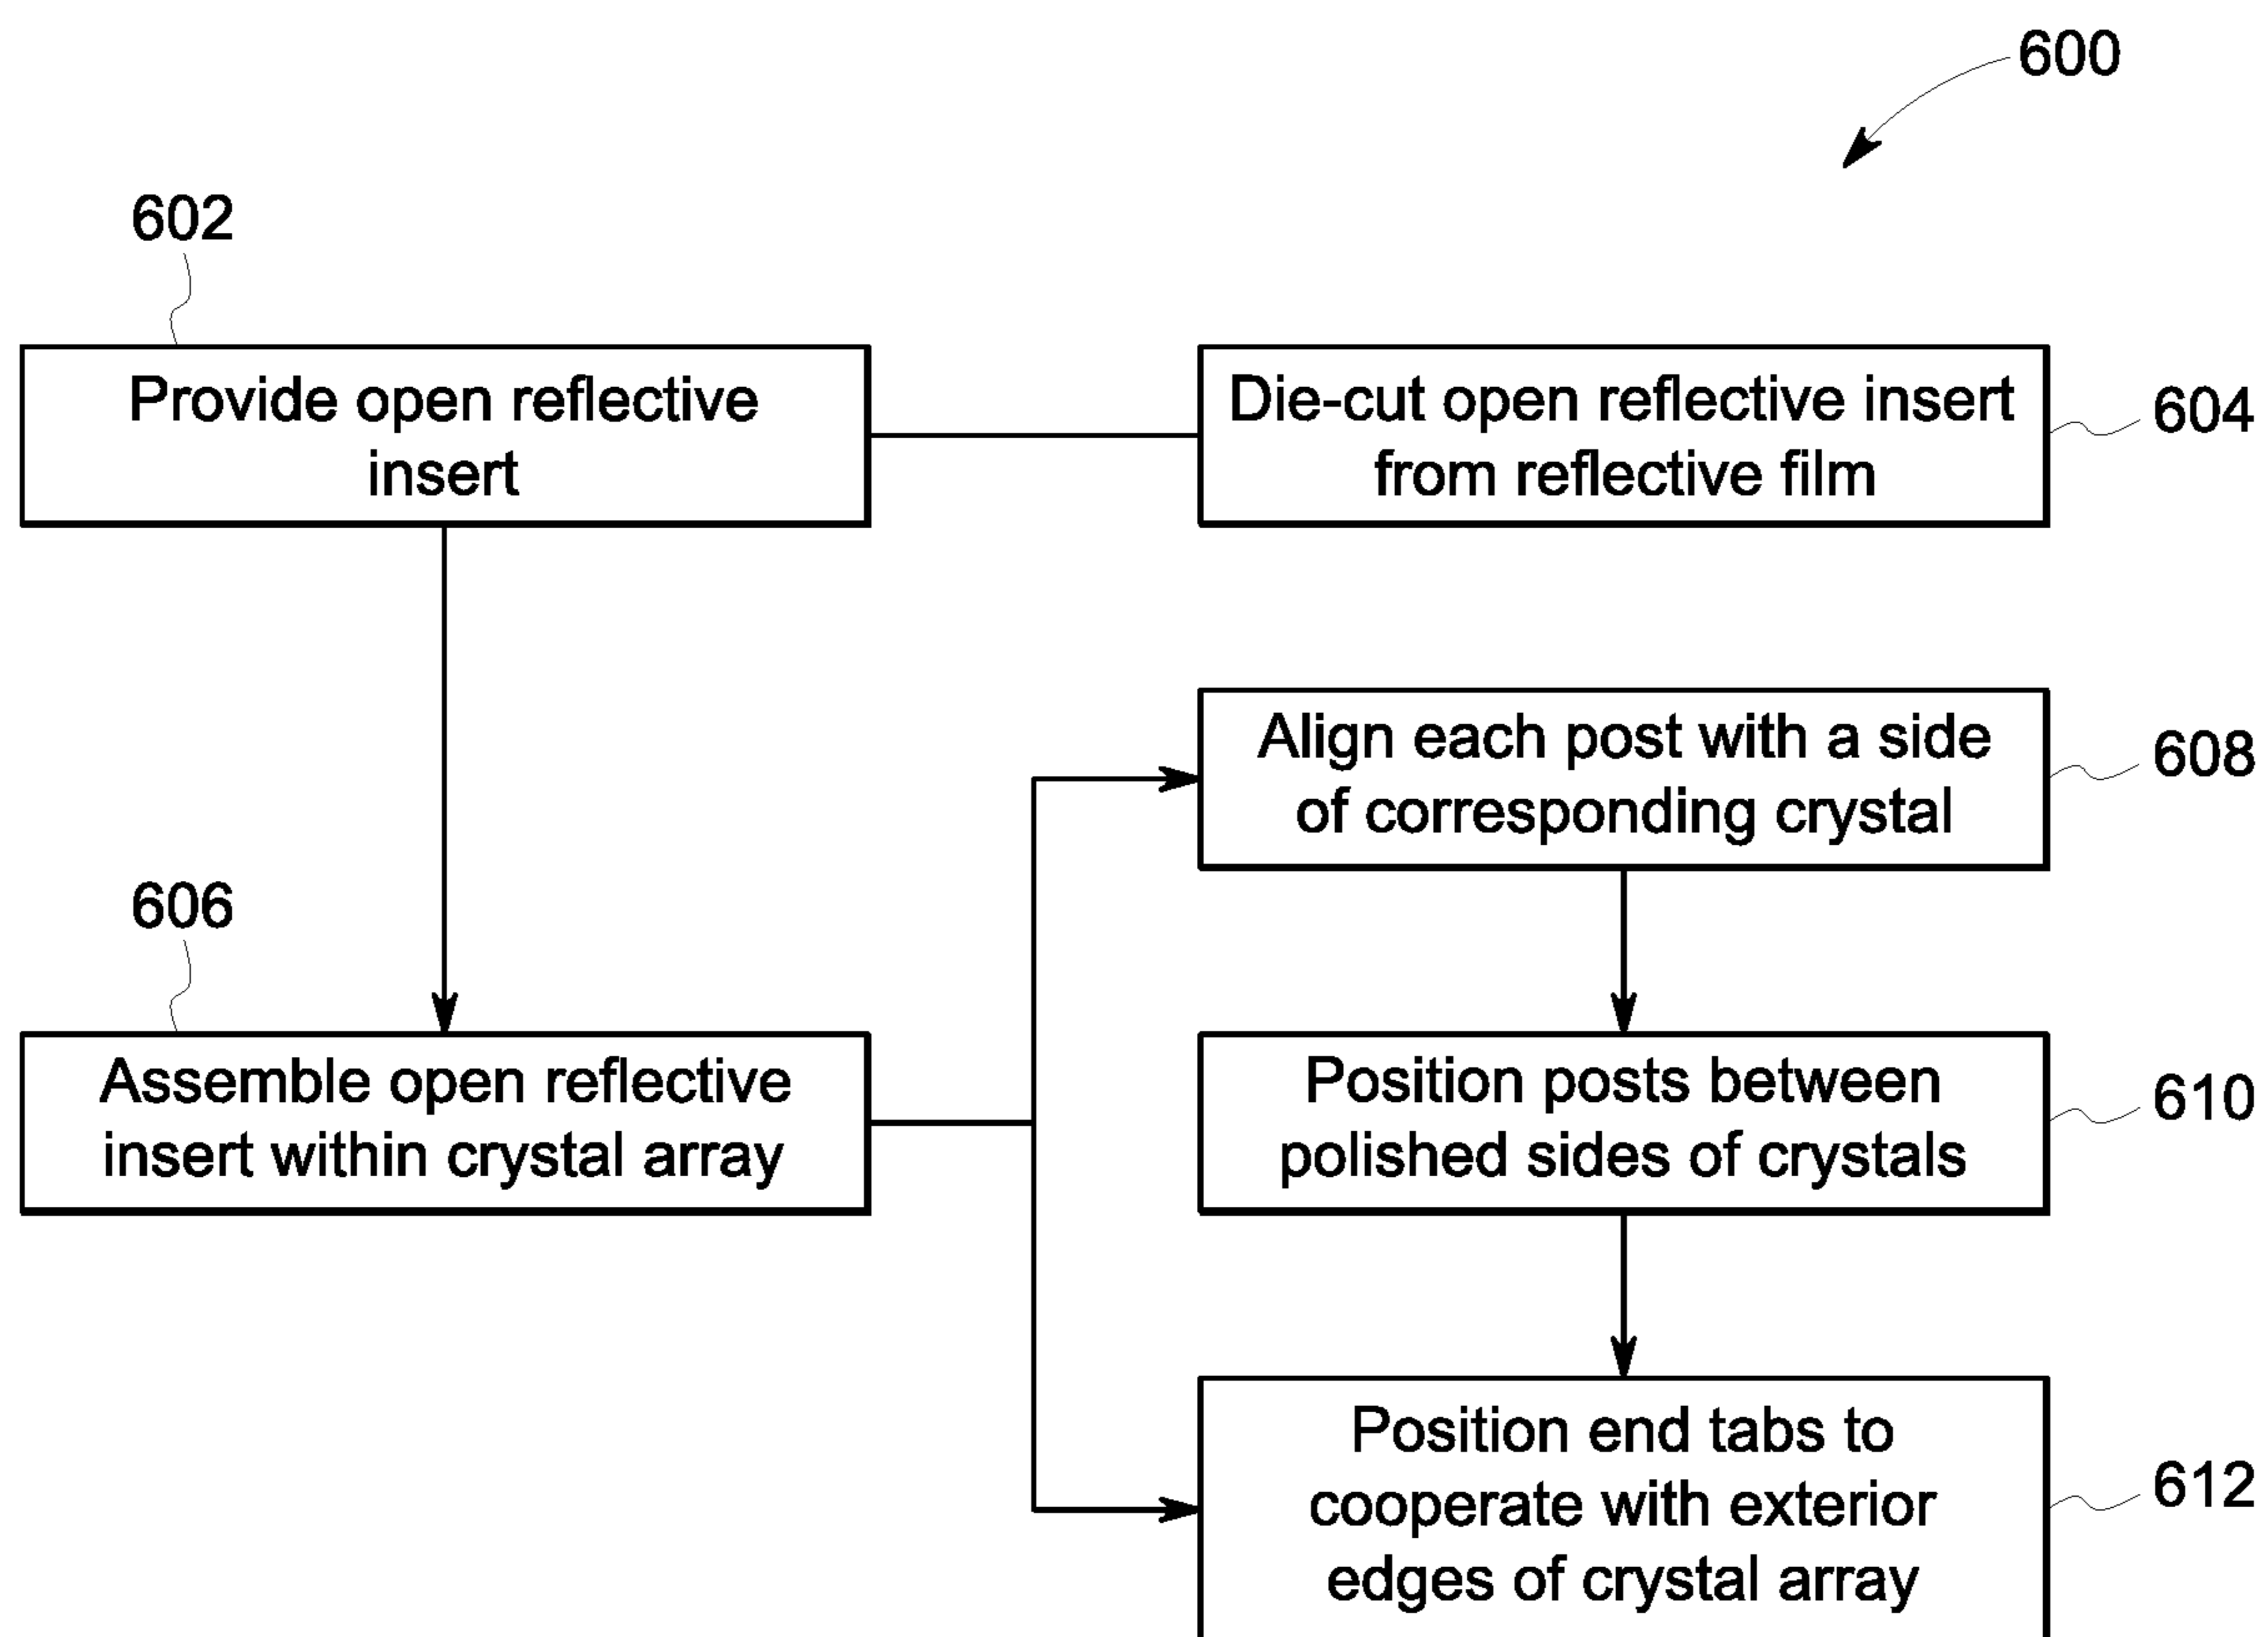 600
602
Provide open reflective
insert
Die-cut open reflective insert
from reflective film
604
Align each post with a side
of corresponding crystal
608
606
Assemble open reflective
insert within crystal array
Position posts between
polished sides of crystals
610
Position end tabs to
cooperate with exterior
edges of crystal array
612